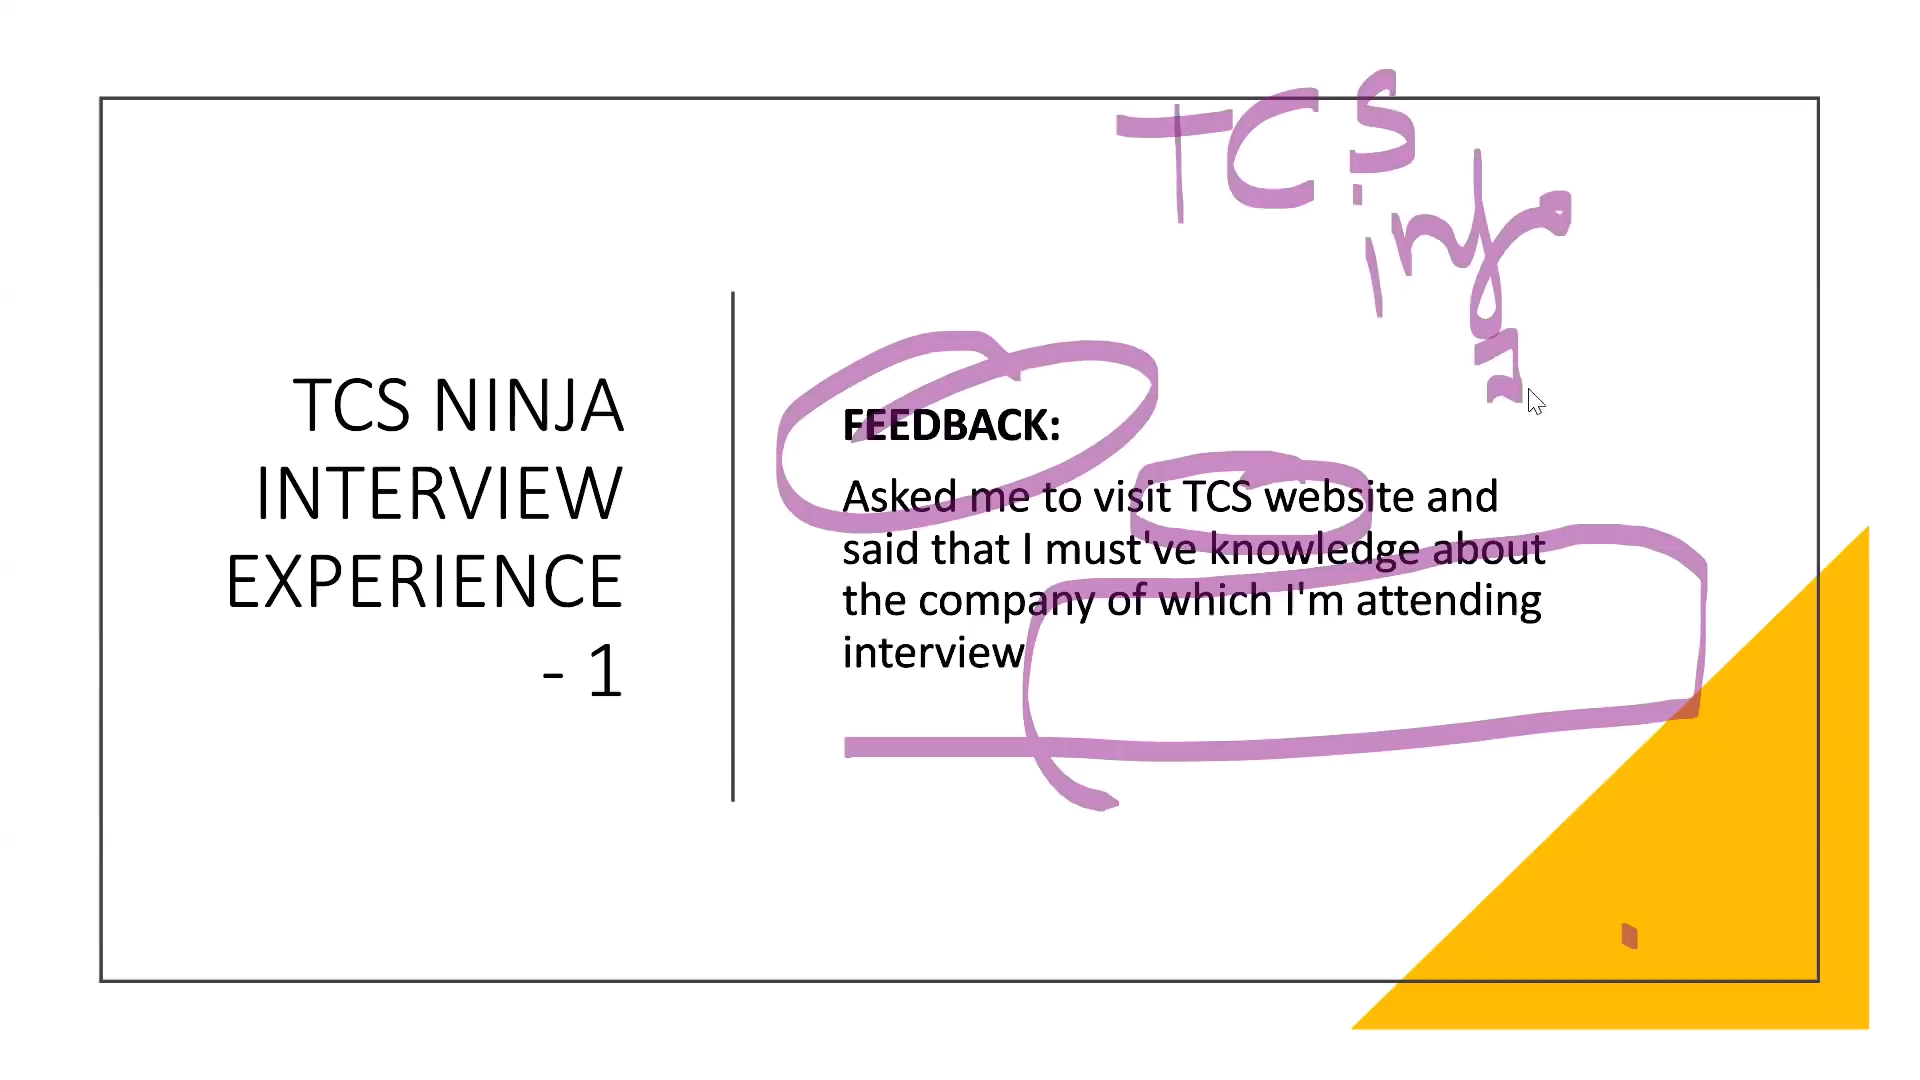 TCS
info
TCS NINJA
INTERVIEW
EXPERIENCE
- 1
FEEDBACK:
Asked me to visit TCS website and
said that I must've knowledge about
the company of which I'm attending
interview